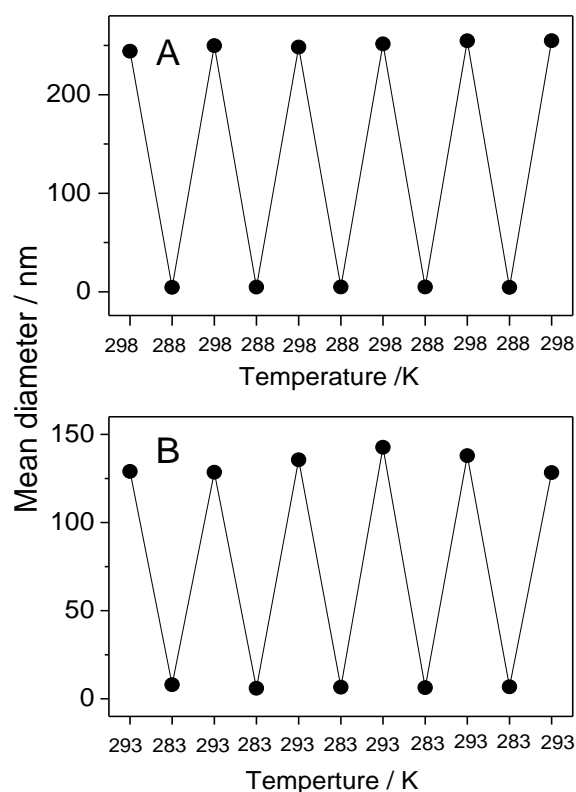 A
200
100
0
298 288 298 288 298 288 298 288 298 288 298
Temperature /K
Mean diameter / nm
B
150
100
50
0
293 283 293 283 293 283 293 283 293 283 293
Temperture / K